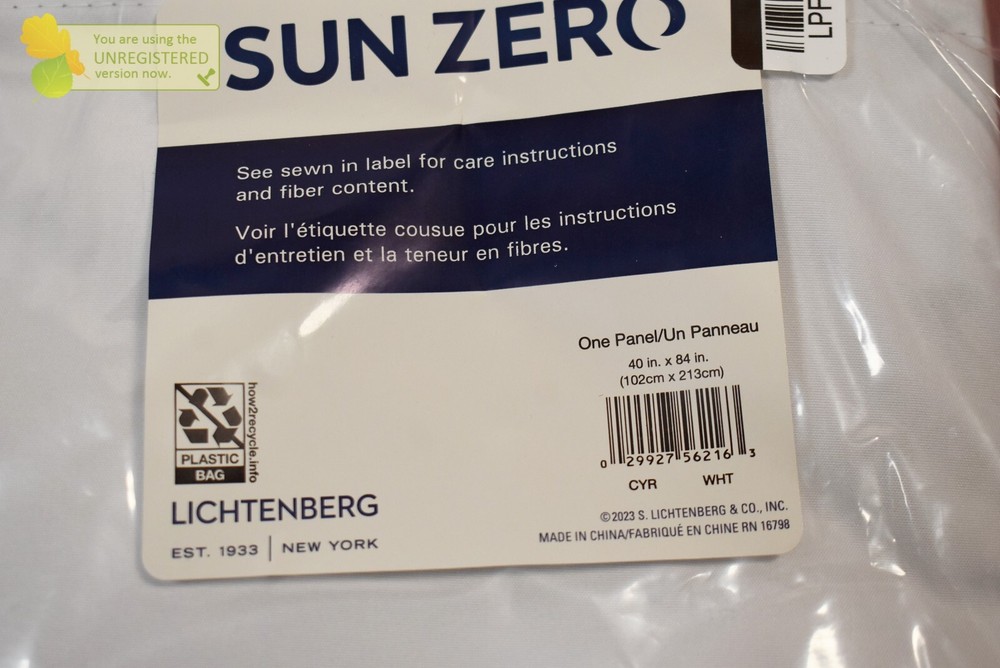 You are using the
UNREGISTERED
version now.
SUN ZERO
See sewn in label for care instructions
and fiber content.
Voir l'étiquette cousue pour les instructions
d'entretien et la teneur en fibres.
One Panel/Un Panneau
40 in. x 84 in.
(102cm x 213cm)
0 29927 56216 3
CYR WHT
how2recycle.info
PLASTIC
BAG
LICHTENBERG
EST. 1933 | NEW YORK
©2023 S. LICHTENBERG & CO., INC.
MADE IN CHINA/FABRIQUÉ EN CHINE RN 16798